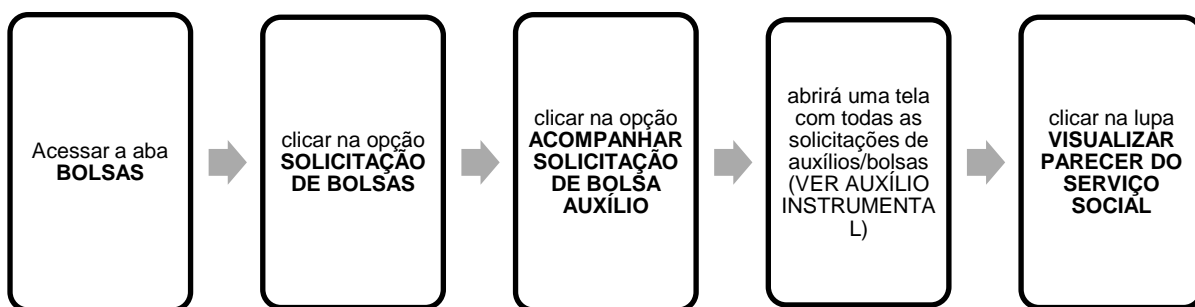 Acessar a aba
BOLSAS
clicar na opção
SOLICITAÇÃO
DE BOLSAS
clicar na opção
ACOMPANHAR
SOLICITAÇÃO
DE BOLSA
AUXÍLIO
abrirá uma tela
com todas as
solicitações de
auxílios/bolsas
(VER AUXÍLIO
INSTRUMENTA
L)
clicar na lupa
VISUALIZAR
PARECER DO
SERVIÇO
SOCIAL